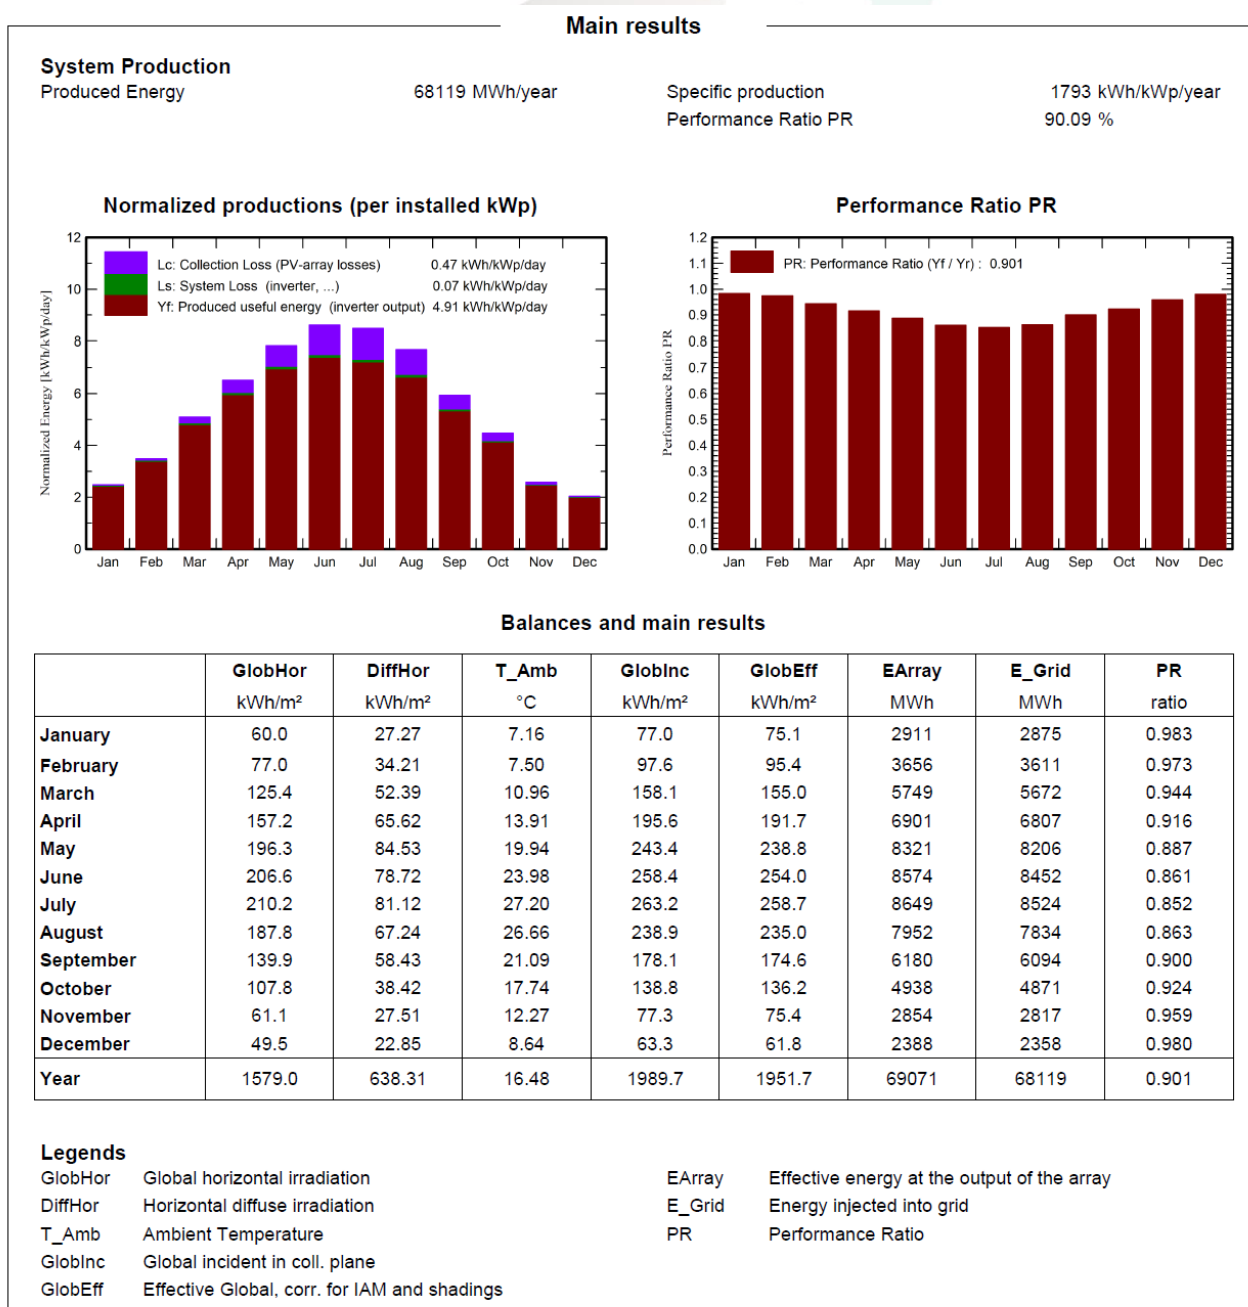 Main results
System Production
Produced Energy 68119 MWh/year Specific production 1793 kWh/kWp/year
Performance Ratio PR 90.09 %
Normalized productions (per installed kWp)
12
10
8
6
4
2
0
Normalized Energy [kWh/kWp/day]
Lc: Collection Loss (PV-array losses) 0.47 kWh/kWp/day
Ls: System Loss (inverter, ...) 0.07 kWh/kWp/day
Yf: Produced useful energy (inverter output) 4.91 kWh/kWp/day
Jan Feb Mar Apr May Jun Jul Aug Sep Oct Nov Dec
Performance Ratio PR
1.2
1.1
1.0
0.9
0.8
0.7
0.6
0.5
0.4
0.3
0.2
0.1
0.0
Performance Ratio PR
PR: Performance Ratio (Yf / Yr) : 0.901
Jan Feb Mar Apr May Jun Jul Aug Sep Oct Nov Dec
Balances and main results
GlobHor DiffHor T_Amb GlobInc GlobEff EArray E_Grid PR
kWh/m² kWh/m² °C kWh/m² kWh/m² MWh MWh ratio
January 60.0 27.27 7.16 77.0 75.1 2911 2875 0.983
February 77.0 34.21 7.50 97.6 95.4 3656 3611 0.973
March 125.4 52.39 10.96 158.1 155.0 5749 5672 0.944
April 157.2 65.62 13.91 195.6 191.7 6901 6807 0.916
May 196.3 84.53 19.94 243.4 238.8 8321 8206 0.887
June 206.6 78.72 23.98 258.4 254.0 8574 8452 0.861
July 210.2 81.12 27.20 263.2 258.7 8649 8524 0.852
August 187.8 67.24 26.66 238.9 235.0 7952 7834 0.863
September 139.9 58.43 21.09 178.1 174.6 6180 6094 0.900
October 107.8 38.42 17.74 138.8 136.2 4938 4871 0.924
November 61.1 27.51 12.27 77.3 75.4 2854 2817 0.959
December 49.5 22.85 8.64 63.3 61.8 2388 2358 0.980
Year 1579.0 638.31 16.48 1989.7 1951.7 69071 68119 0.901
Legends
GlobHor Global horizontal irradiation EArray Effective energy at the output of the array
DiffHor Horizontal diffuse irradiation E_Grid Energy injected into grid
T_Amb Ambient Temperature PR Performance Ratio
GlobInc Global incident in coll. plane
GlobEff Effective Global, corr. for IAM and shadings